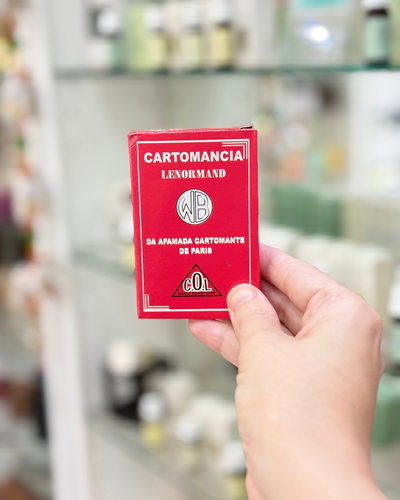 CARTOMANCIA
LENORMAND
WB
DA AFAMADA CARTOMANTE
DE PARIS
COL